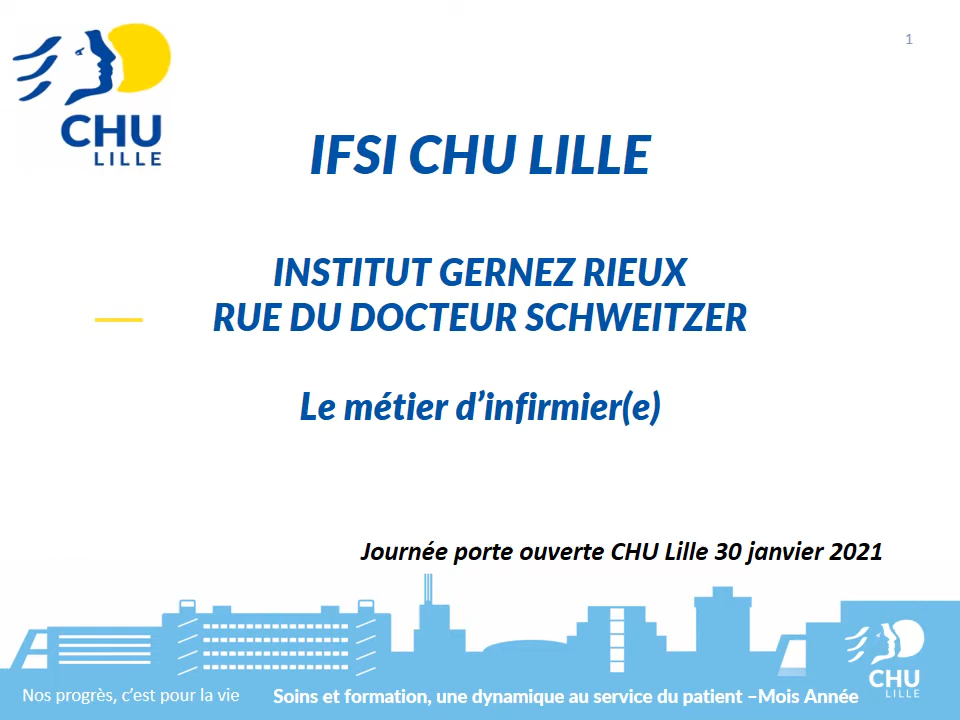 1
CHU
LILLE
IFSI CHU LILLE
INSTITUT GERNEZ RIEUX
RUE DU DOCTEUR SCHWEITZER
Le métier d’infirmier(e)
Journée porte ouverte CHU Lille 30 janvier 2021
Nos progrès, c’est pour la vie
Soins et formation, une dynamique au service du patient –Mois Année
CHU
LILLE